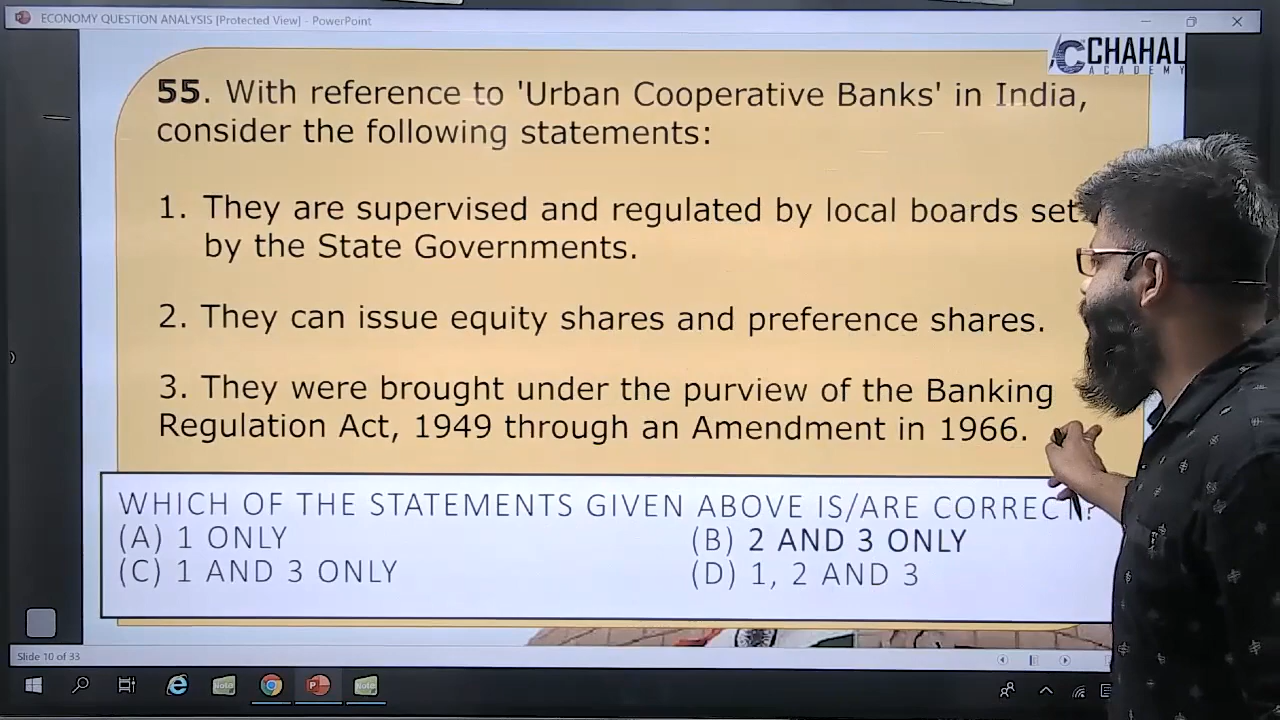 ECONOMY QUESTION ANALYSIS [Protected View] - PowerPoint
CHAHAL
ACADEMY
55. With reference to 'Urban Cooperative Banks' in India,
consider the following statements:
1. They are supervised and regulated by local boards set
by the State Governments.
2. They can issue equity shares and preference shares.
3. They were brought under the purview of the Banking
Regulation Act, 1949 through an Amendment in 1966.
WHICH OF THE STATEMENTS GIVEN ABOVE IS/ARE CORRECT?
(A) 1 ONLY (B) 2 AND 3 ONLY
(C) 1 AND 3 ONLY (D) 1, 2 AND 3
Slide 10 of 33
Note
Note